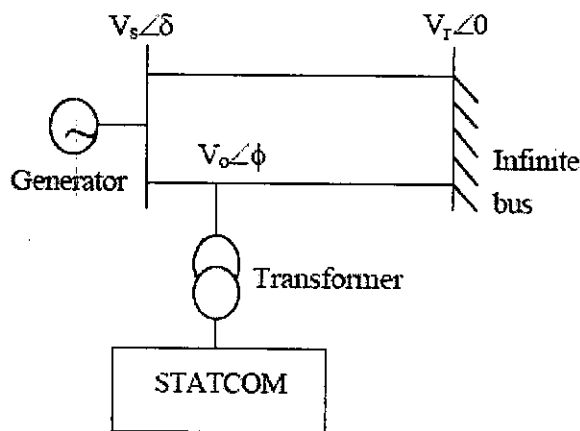 Vₛ∠δ
Vᵣ∠0
Vₒ∠ϕ
Generator
Infinite
bus
Transformer
STATCOM